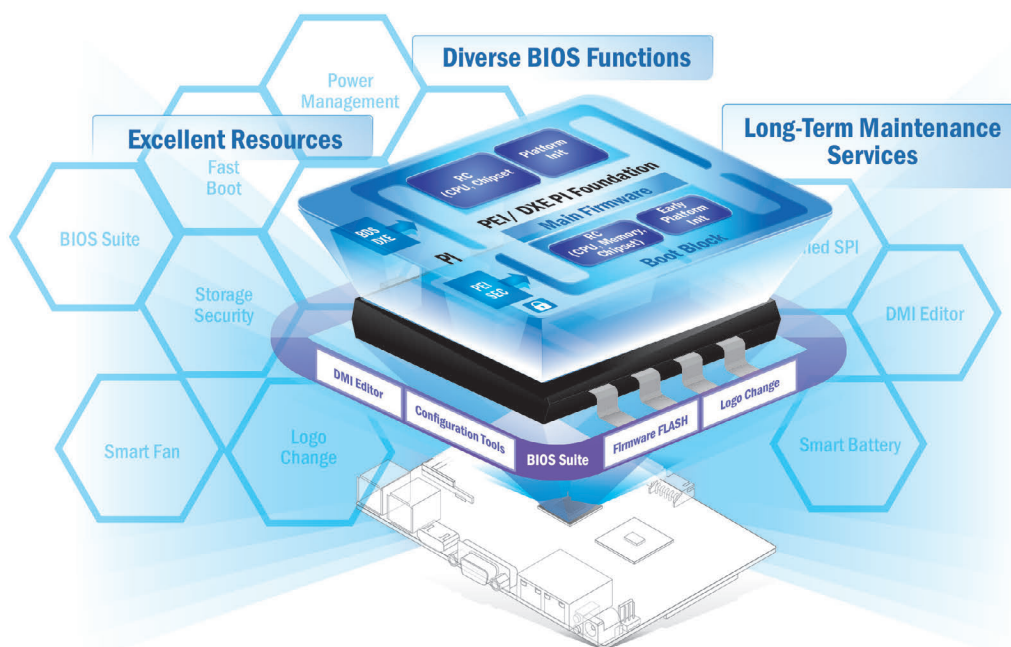 Diverse BIOS Functions
Power
Management
Excellent Resources
Long-Term Maintenance
Services
Fast
Boot
BIOS Suite
Storage
Security
Smart Fan
Logo
Change
SPI
DMI Editor
Smart Battery
RC
(CPU, Chipset
Platform
Init
PEI/ DXE PI Foundation
Main Firmware
BDS
DXE
PI
RC
(CPU, Memory,
Chipset)
Early
Platform
Init
Boot Block
PEI
SEC
DMI Editor
Configuration Tools
BIOS Suite
Firmware FLASH
Logo Change